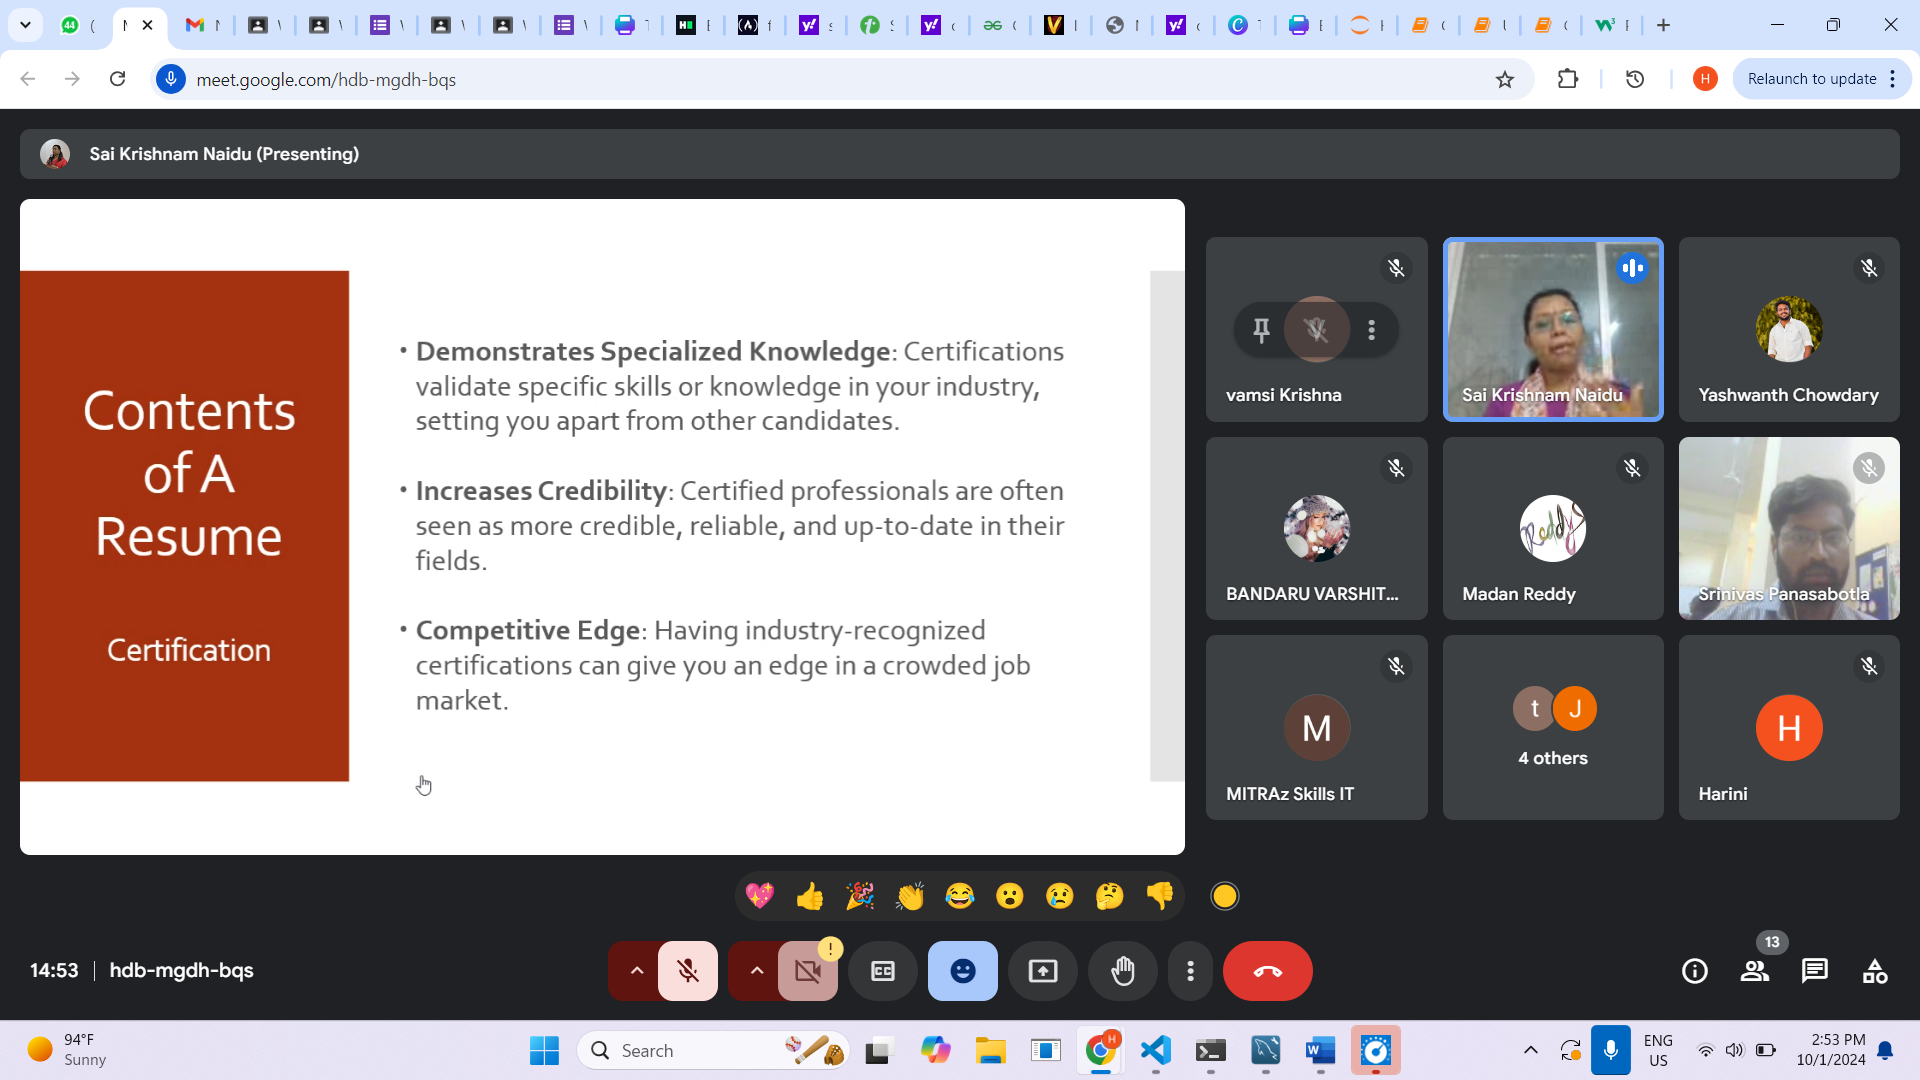 44
meet.google.com/hdb-mgdh-bqs
H
Relaunch to update
Sai Krishnam Naidu (Presenting)
Contents
of A
Resume
Certification
• Demonstrates Specialized Knowledge: Certifications
validate specific skills or knowledge in your industry,
setting you apart from other candidates.
• Increases Credibility: Certified professionals are often
seen as more credible, reliable, and up-to-date in their
fields.
• Competitive Edge: Having industry-recognized
certifications can give you an edge in a crowded job
market.
vamsi Krishna
Sai Krishnam Naidu
Yashwanth Chowdary
BANDARU VARSHIT...
Reddy
Madan Reddy
Srinivas Panasabotla
M
MITRAz Skills IT
t J
4 others
H
Harini
14:53 | hdb-mgdh-bqs
13
94°F
Sunny
Search
ENG
US
2:53 PM
10/1/2024